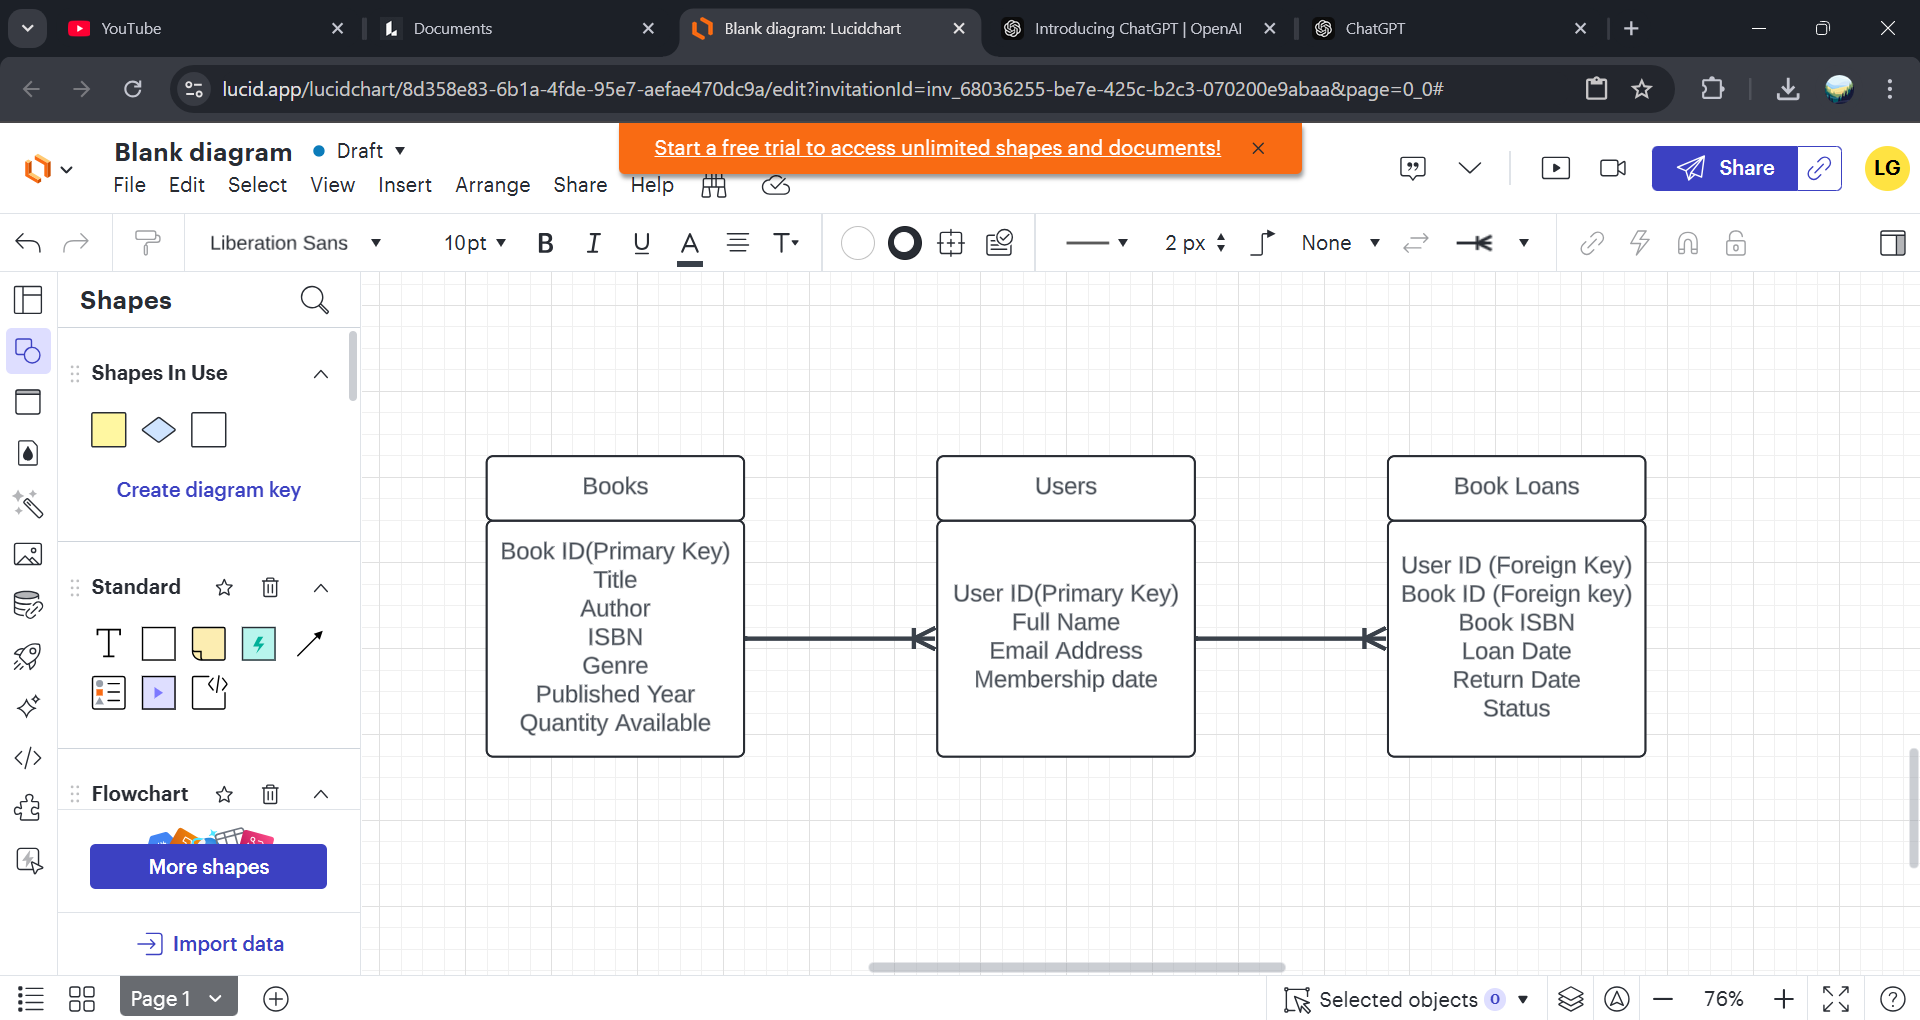 YouTube
Documents
Blank diagram: Lucidchart
Introducing ChatGPT | OpenAI
ChatGPT
lucid.app/lucidchart/8d358e83-6b1a-4fde-95e7-aefae470dc9a/edit?invitationId=inv_68036255-be7e-425c-b2c3-070200e9abaa&page=0_0#
Start a free trial to access unlimited shapes and documents!
Blank diagram
Draft
File Edit Select View Insert Arrange Share Help
Share
LG
Liberation Sans
10pt
B I U A T
2 px
None
Shapes
Shapes In Use
Create diagram key
Standard
T
Flowchart
More shapes
Import data
Books
Book ID(Primary Key)
Title
Author
ISBN
Genre
Published Year
Quantity Available
Users
User ID(Primary Key)
Full Name
Email Address
Membership date
Book Loans
User ID (Foreign Key)
Book ID (Foreign key)
Book ISBN
Loan Date
Return Date
Status
Page 1
Selected objects 0
76%